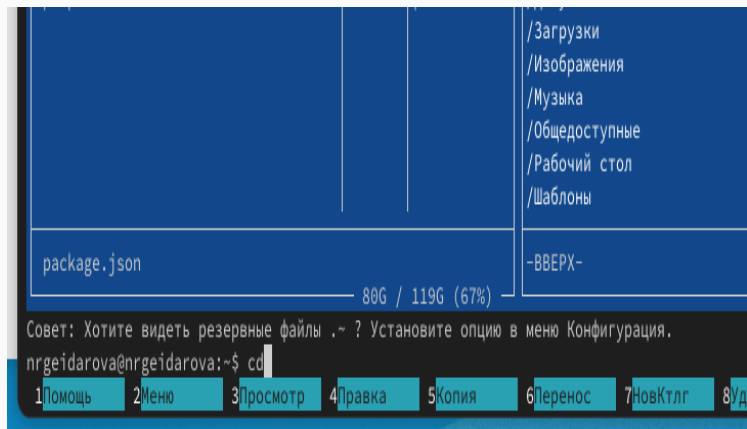 /Загрузки
/Изображения
/Музыка
/Общедоступные
/Рабочий стол
/Шаблоны
package.json
-ВВЕРХ-
80G / 119G (67%)
Совет: Хотите видеть резервные файлы .~ ? Установите опцию в меню Конфигурация.
nrgeidarova@nrgeidarova:~$ cd
1Помощь 2Меню 3Просмотр 4Правка 5Копия 6Перенос 7НовКтлг 8Уд